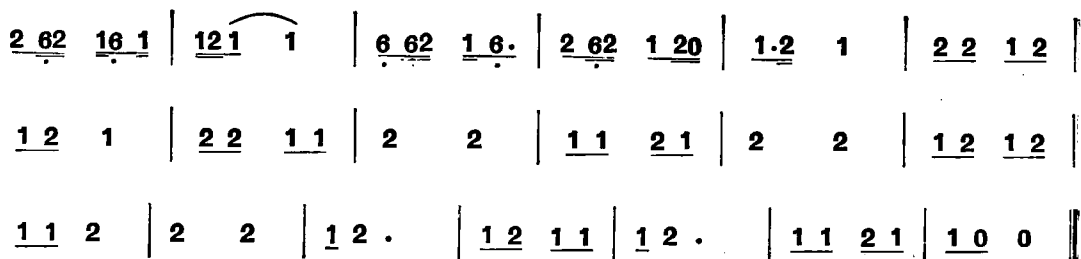 2 62 16 1 | 12 1 1 | 6 62 1 6· | 2 62 1 20 | 1·2 1 | 2 2 1 2 |
1 2 1 | 2 2 1 1 | 2 2 | 1 1 2 1 | 2 2 | 1 2 1 2 |
1 1 2 | 2 2 | 1 2 · | 1 2 1 1 | 1 2 · | 1 1 2 1 | 1 0 0 ‖